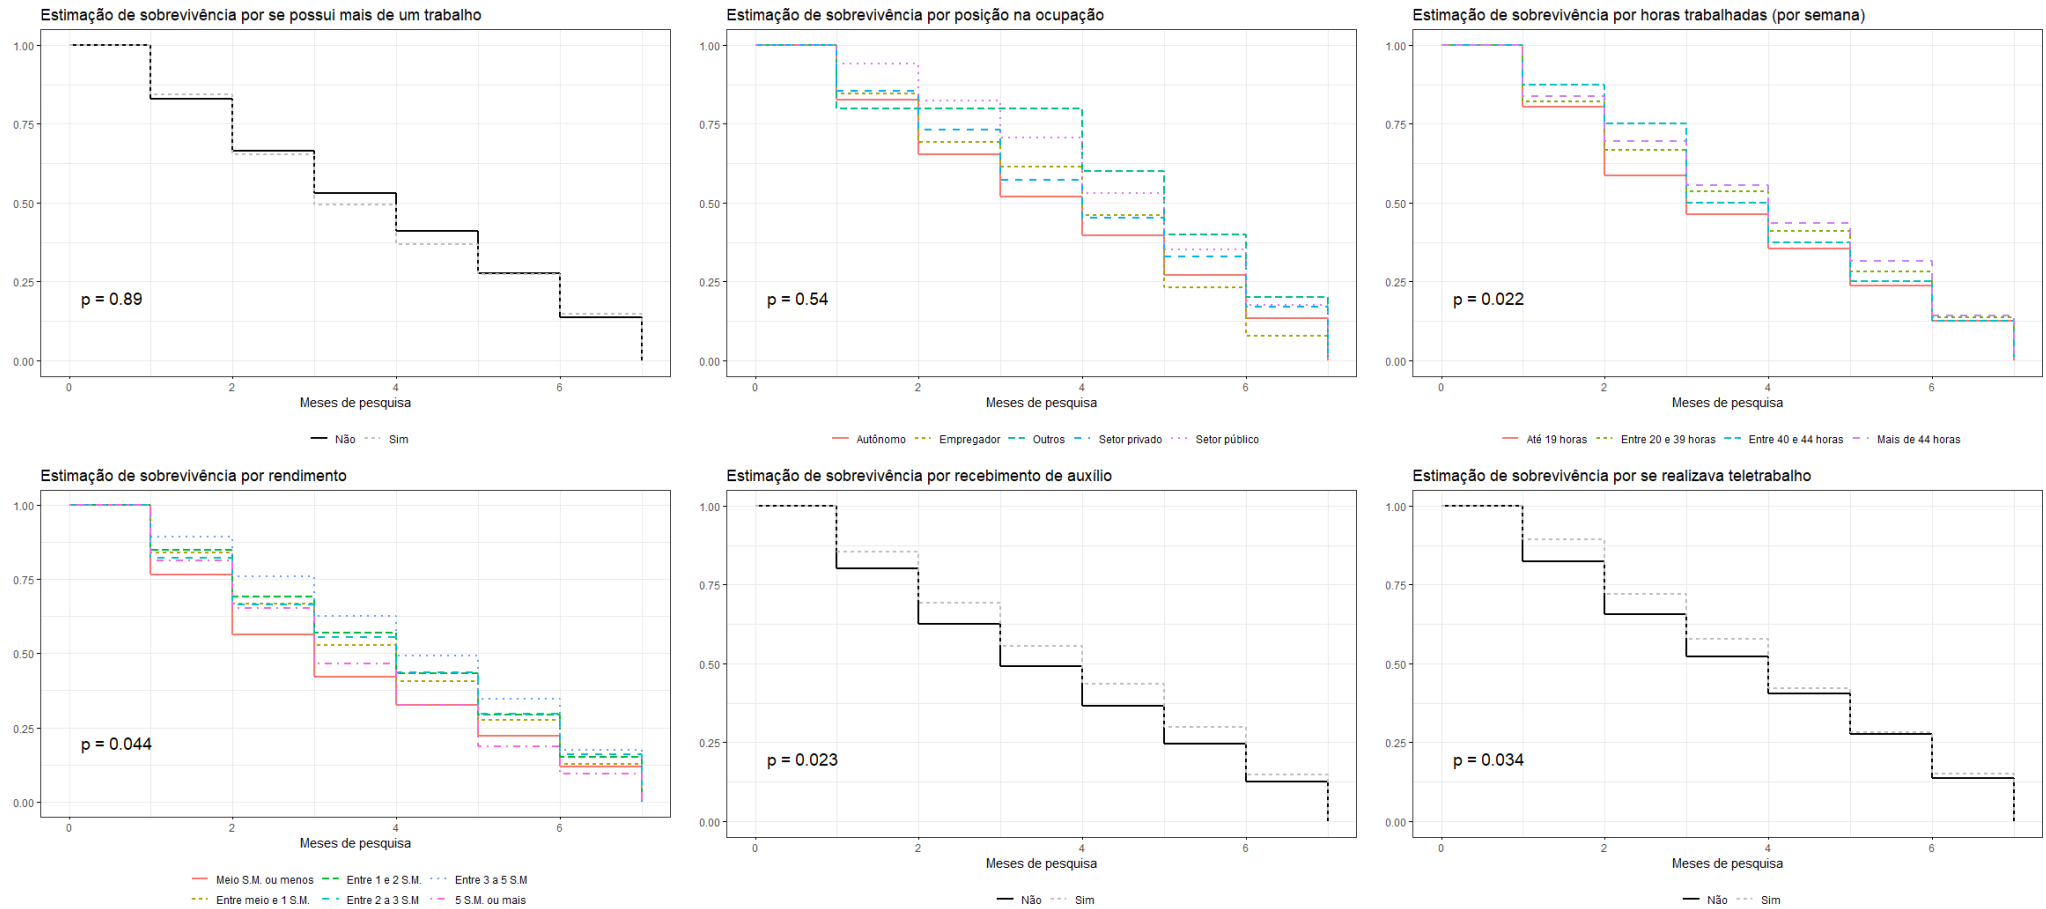 Estimação de sobrevivência por se possui mais de um trabalho
1.00
0.75
0.50
0.25
0.00
p = 0.89
0 2 4 6
Meses de pesquisa
Não Sim
Estimação de sobrevivência por posição na ocupação
1.00
0.75
0.50
0.25
0.00
p = 0.54
0 2 4 6
Meses de pesquisa
Autônomo Empregador Outros Setor privado Setor público
Estimação de sobrevivência por horas trabalhadas (por semana)
1.00
0.75
0.50
0.25
0.00
p = 0.022
0 2 4 6
Meses de pesquisa
Até 19 horas Entre 20 e 39 horas Entre 40 e 44 horas Mais de 44 horas
Estimação de sobrevivência por rendimento
1.00
0.75
0.50
0.25
0.00
p = 0.044
0 2 4 6
Meses de pesquisa
Meio S.M. ou menos Entre 1 e 2 S.M. Entre 3 a 5 S.M
Entre meio e 1 S.M. Entre 2 a 3 S.M 5 S.M. ou mais
Estimação de sobrevivência por recebimento de auxílio
1.00
0.75
0.50
0.25
0.00
p = 0.023
0 2 4 6
Meses de pesquisa
Não Sim
Estimação de sobrevivência por se realizava teletrabalho
1.00
0.75
0.50
0.25
0.00
p = 0.034
0 2 4 6
Meses de pesquisa
Não Sim